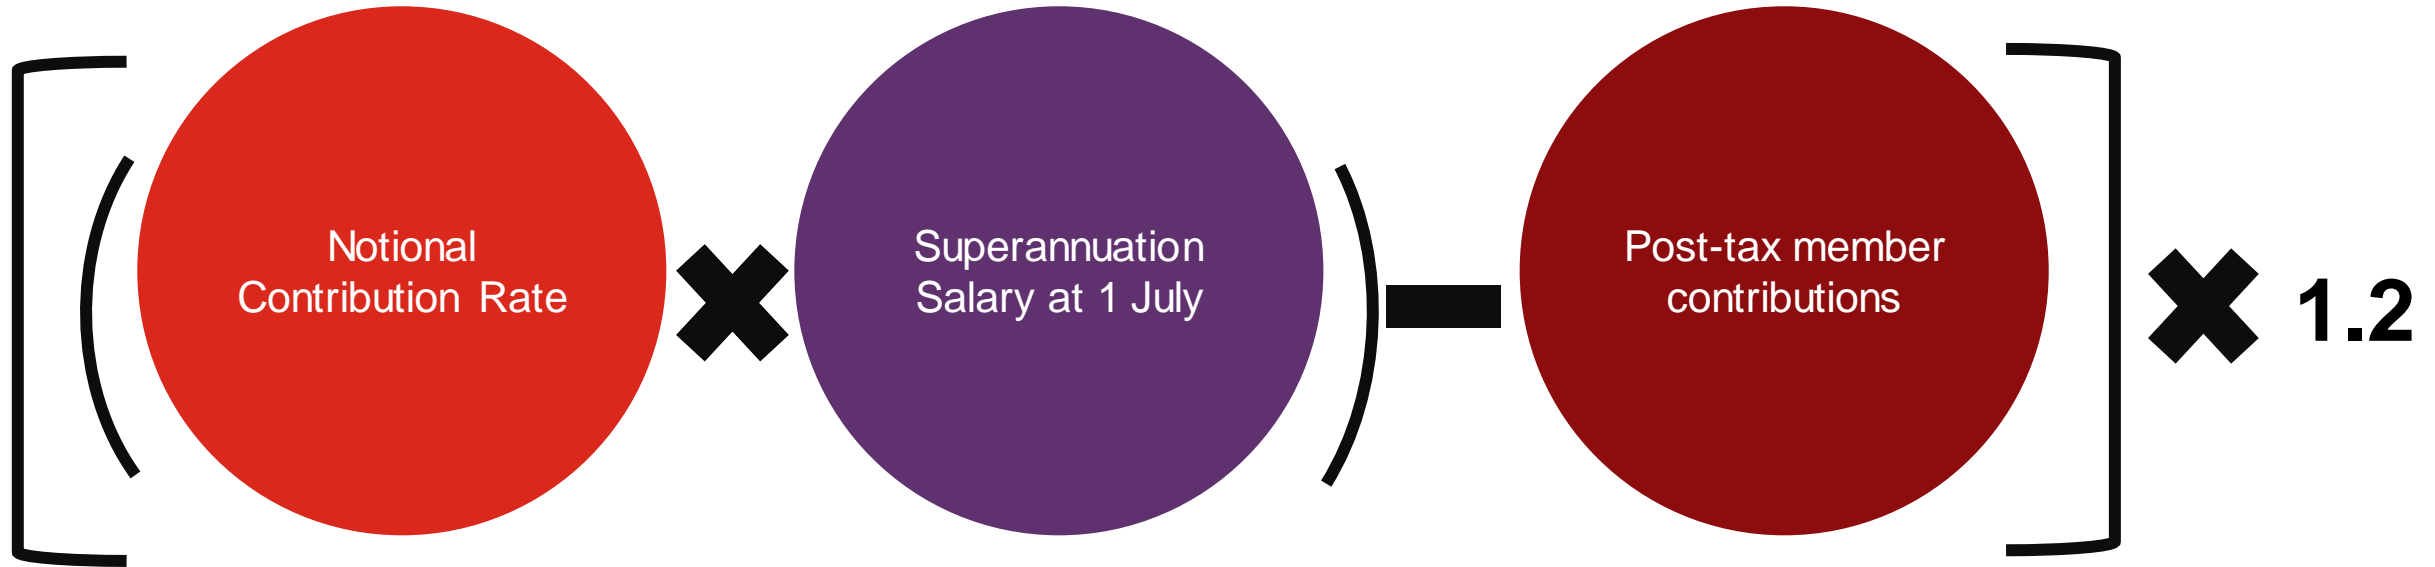 Notional
Contribution Rate
Superannuation
Salary at 1 July
Post-tax member
contributions
1.2